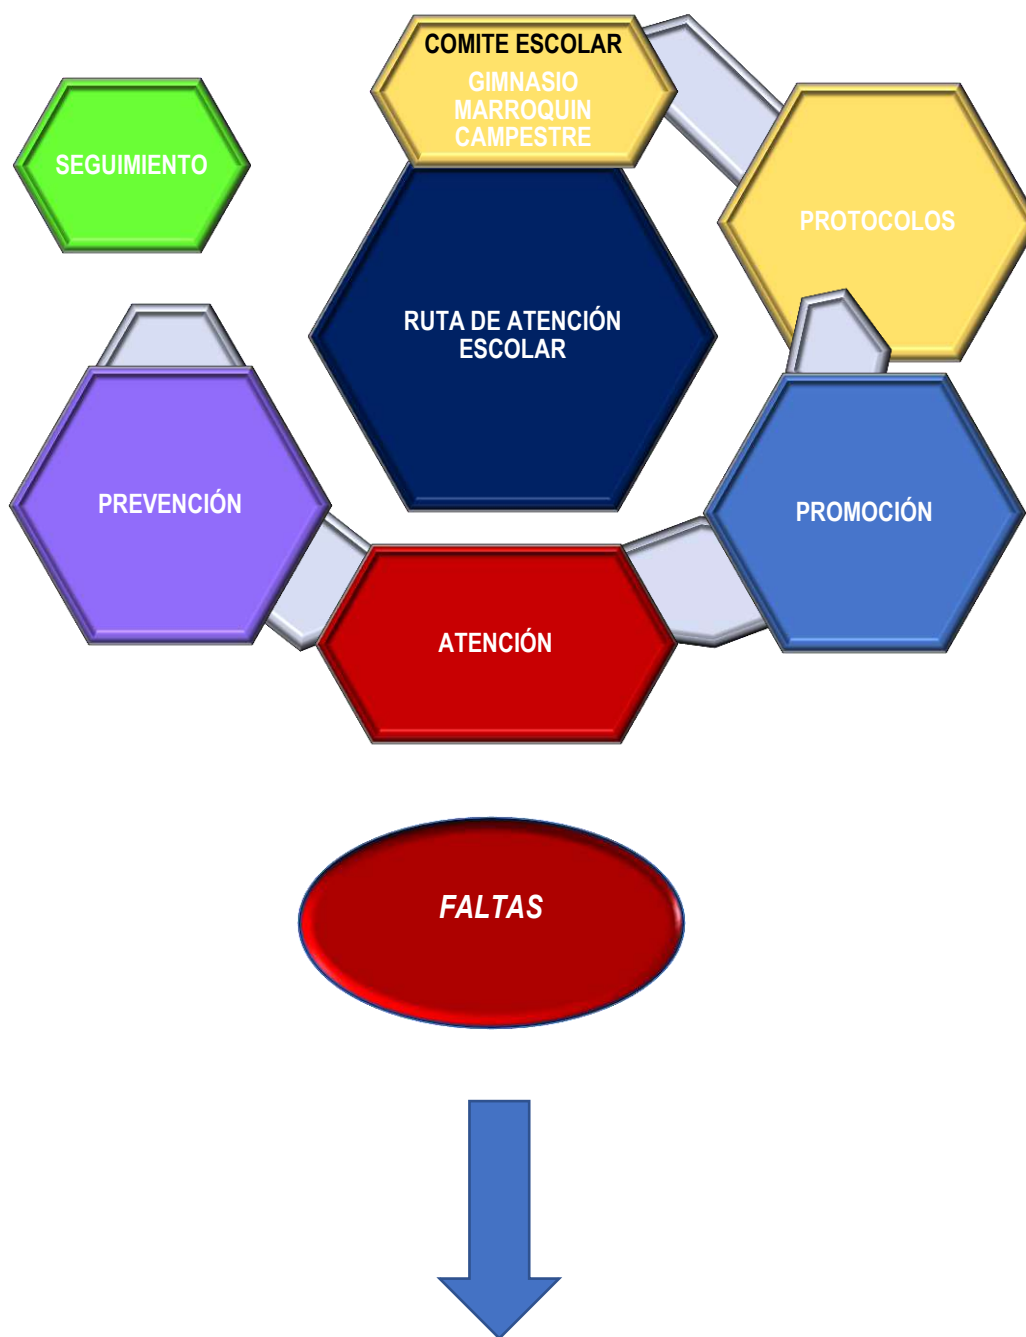 COMITE ESCOLAR
GIMNASIO
MARROQUIN
CAMPESTRE
SEGUIMIENTO
PROTOCOLOS
RUTA DE ATENCIÓN
ESCOLAR
PREVENCIÓN
PROMOCIÓN
ATENCIÓN
FALTAS